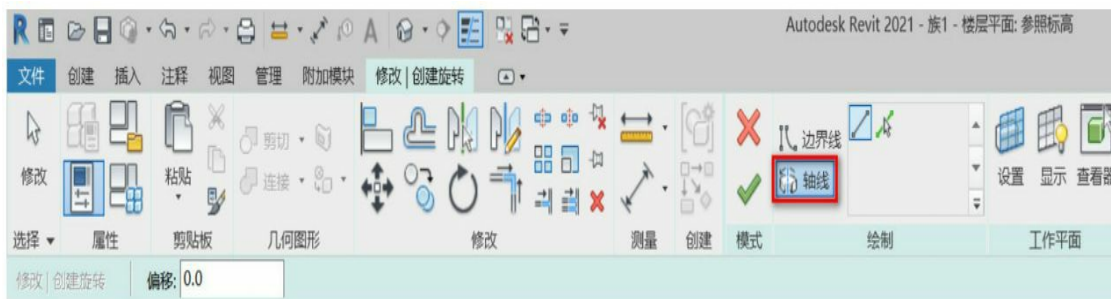 Autodesk Revit 2021 - 族1 - 楼层平面: 参照标高
文件 创建 插入 注释 视图 管理 附加模块 修改 | 创建旋转
修改 粘贴 剪切 连接 边界线 轴线 设置 显示 查看器
选择 属性 剪贴板 几何图形 修改 测量 创建 模式 绘制 工作平面
修改 | 创建旋转 偏移: 0.0